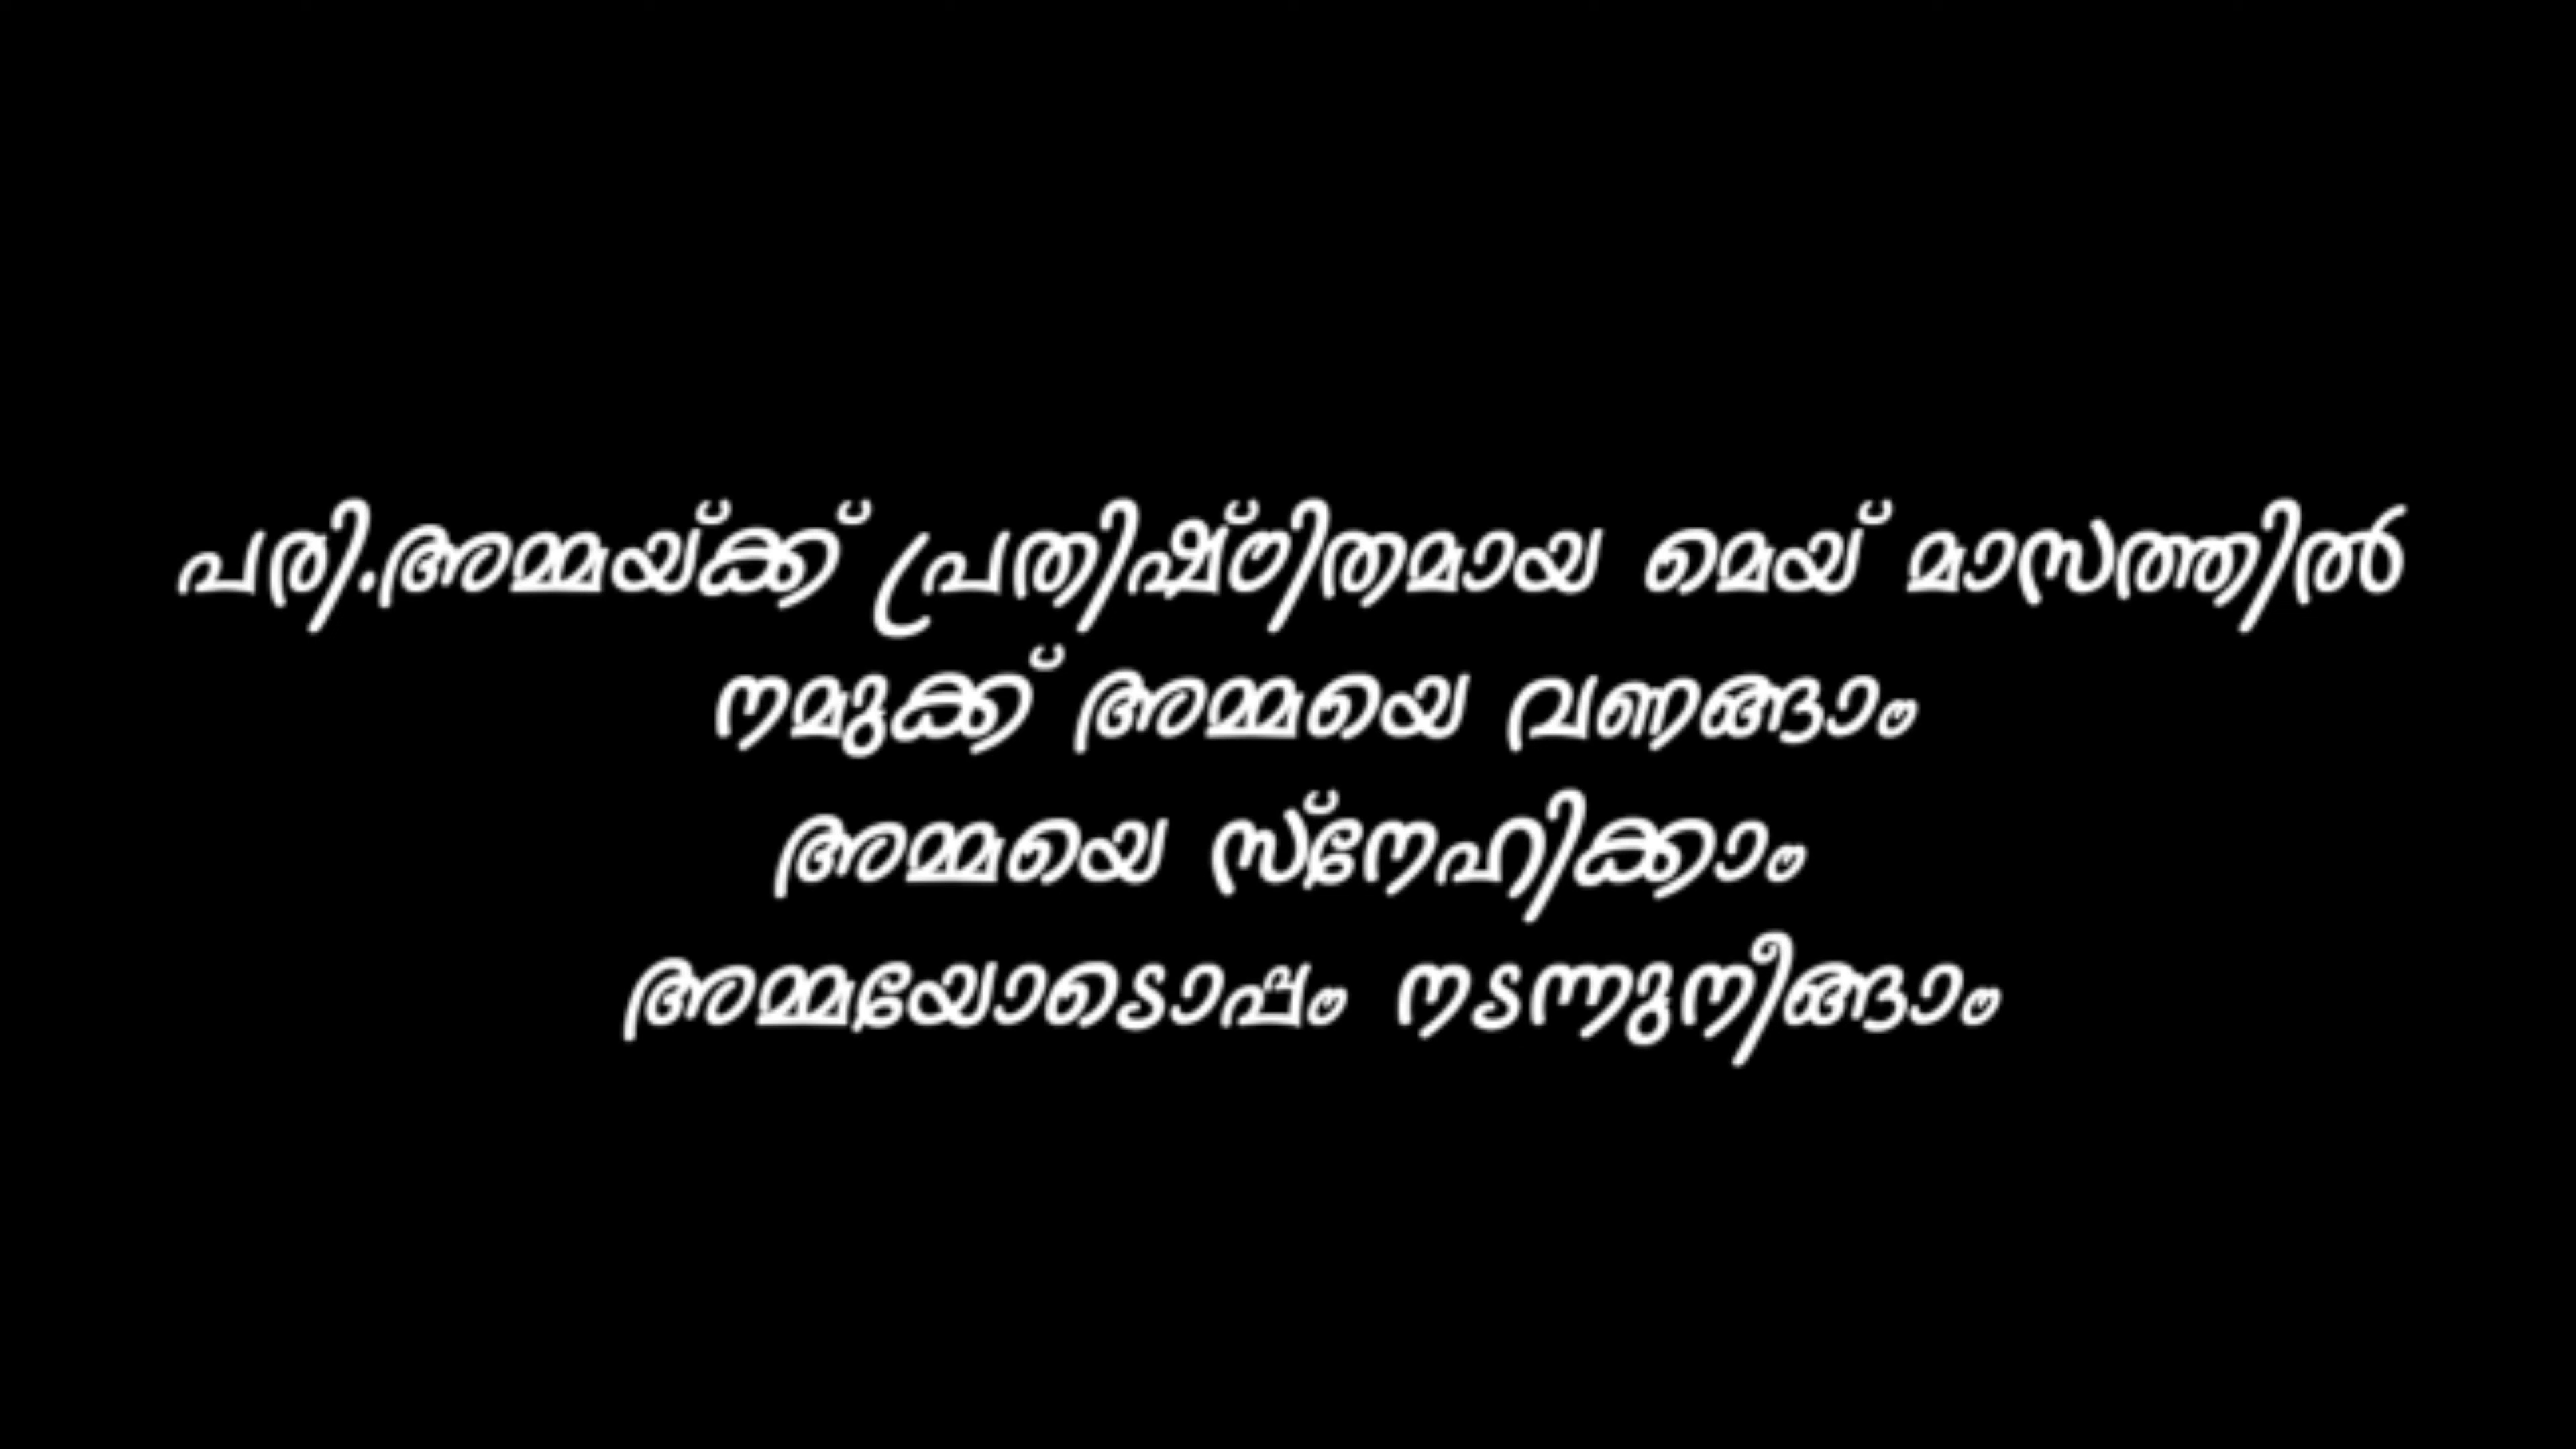 പരി.അമ്മയ്ക്ക് പ്രതിഷ്ഠിതമായ മെയ് മാസത്തിൽ
നമുക്ക് അമ്മയെ വണങ്ങാം
അമ്മയെ സ്നേഹിക്കാം
അമ്മയോടൊപ്പം നടന്നുനീങ്ങാം